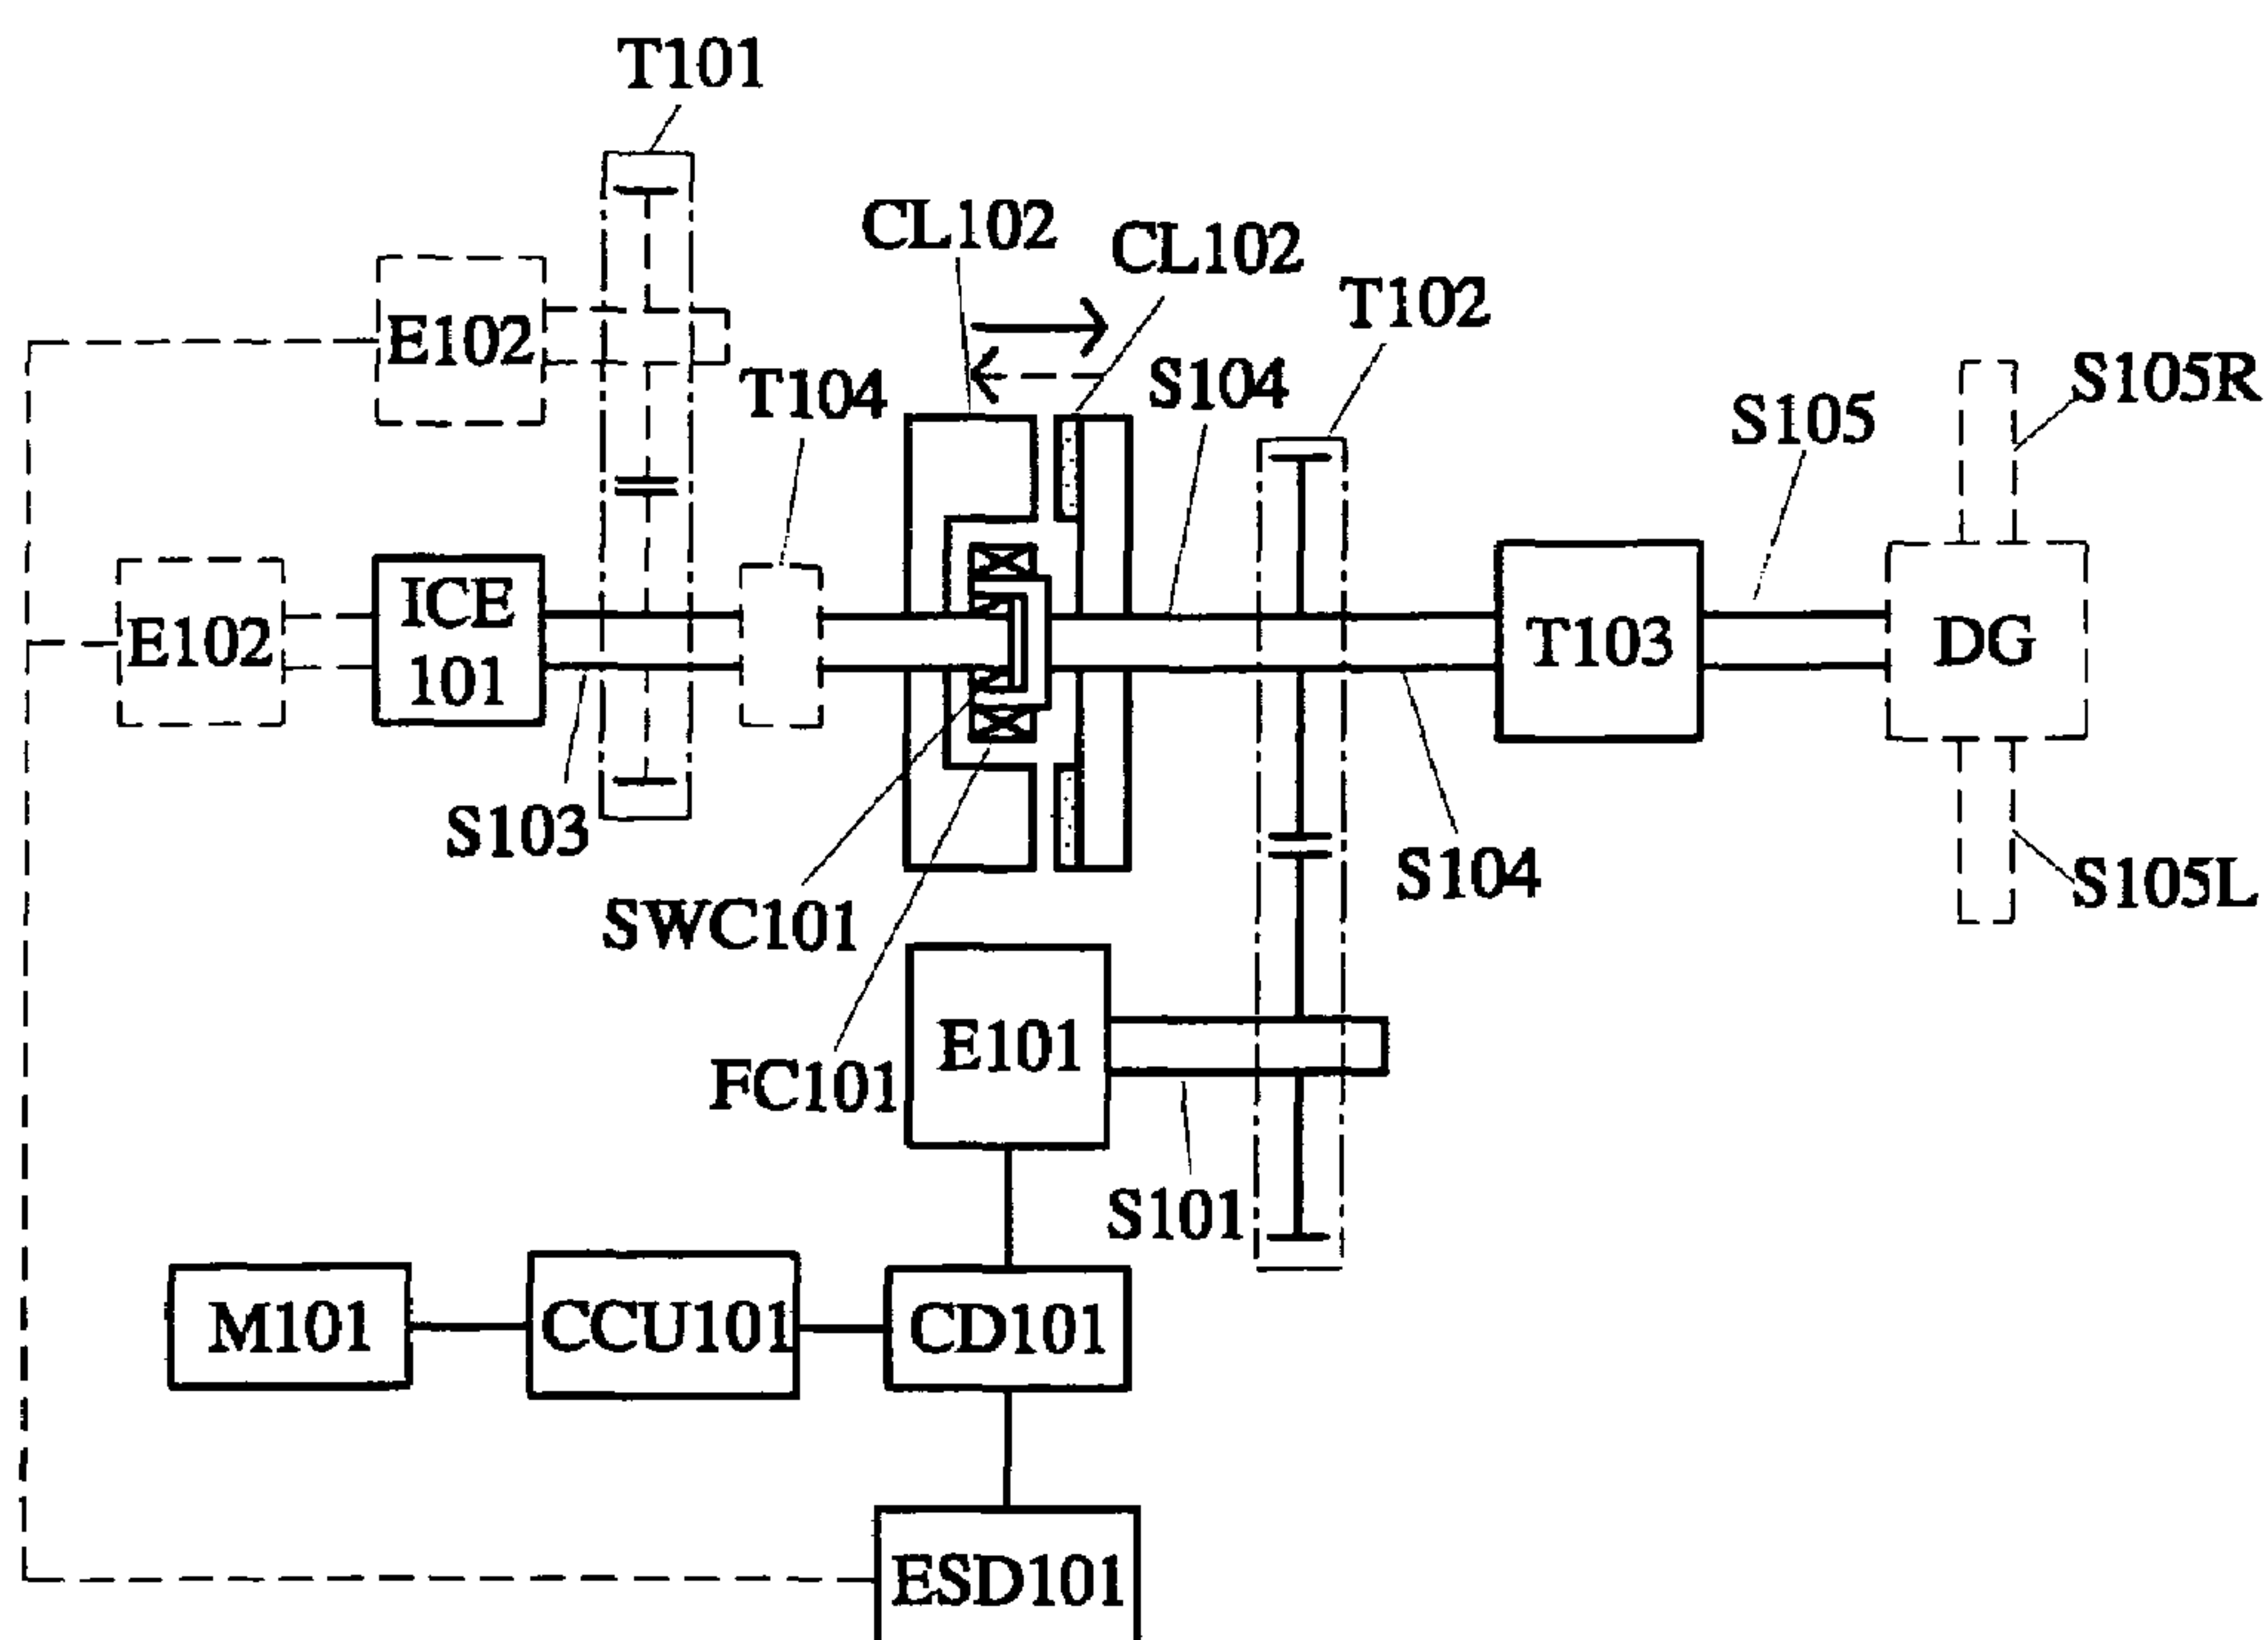 T101
CL102
CL102
T102
E102
T104
S104
S105
S105R
E102
ICE
101
T103
DG
S103
S104
S105L
SWC101
E101
FC101
S101
M101
CCU101
CD101
ESD101